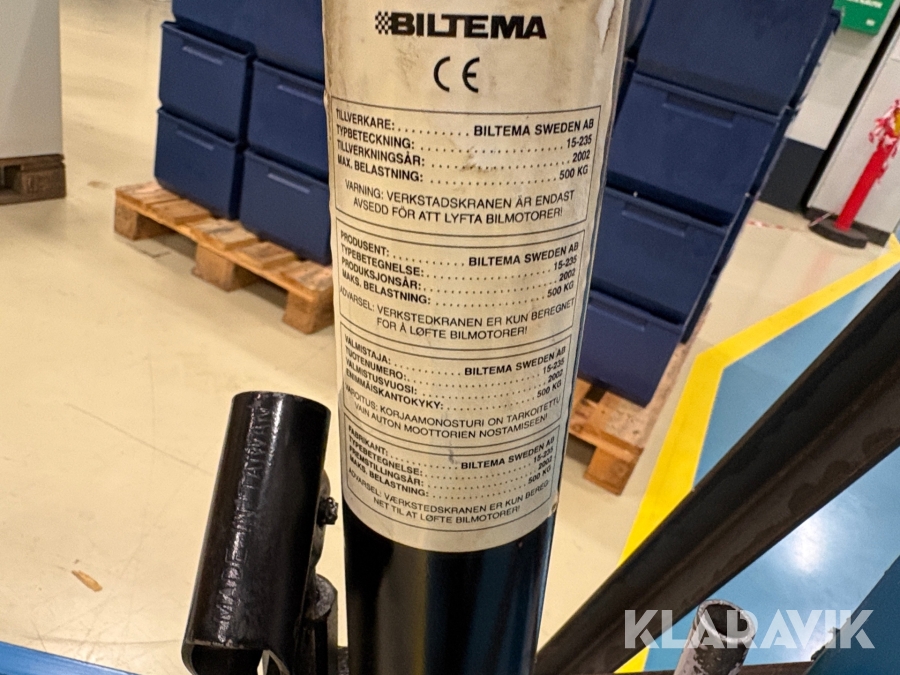 BILTEMA
CE
TILLVERKARE:.......... BILTEMA SWEDEN AB
TYPBETECKNING:.......... 15-235
TILLVERKNINGSÅR:.......... 2002
MAX. BELASTNING:.......... 500 KG
VARNING: VERKSTADSKRANEN ÄR ENDAST
AVSEDD FÖR ATT LYFTA BILMOTORER!
PRODUSENT:.......... BILTEMA SWEDEN AB
TYPEBETEGNELSE:.......... 15-235
PRODUKSJONSÅR:.......... 2002
MAKS. BELASTNING:.......... 500 KG
ADVARSEL: VERKSTEDKRANEN ER KUN BEREGNET
FOR Å LØFTE BILMOTORER!
VALMISTAJA:.......... BILTEMA SWEDEN AB
TUOTENUMERO:.......... 15-235
VALMISTUSVUOSI:.......... 2002
ENIMMÄISKANTOKYKY:.......... 500 KG
VAROITUS: KORJAAMONOSTURI ON TARKOITETTU
VAIN AUTON MOOTTORIEN NOSTAMISEEN!
FABRIKANT:.......... BILTEMA SWEDEN AB
TYPEBETEGNELSE:.......... 15-235
FREMSTILLINGSÅR:.......... 2002
MAKS. BELASTNING:.......... 500 KG
ADVARSEL: VÆRKSTEDSKRANEN ER KUN BEREG-
NET TIL AT LØFTE BILMOTORER!
MADE IN TAIWAN
KLARAVIK